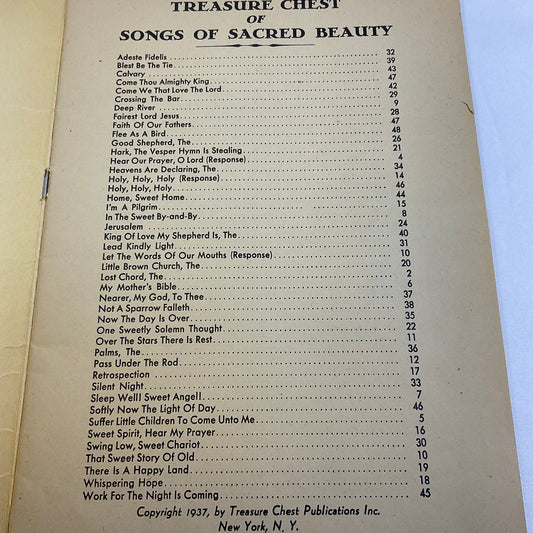 TREASURE CHEST
OF
SONGS OF SACRED BEAUTY
Adeste Fidelis 32
Blest Be The Tie 39
Calvary 43
Come Thou Almighty King 47
Come We That Love The Lord 42
Crossing The Bar 29
Deep River 9
Fairest Lord Jesus 28
Faith Of Our Fathers 47
Flee As A Bird 48
Good Shepherd, The 26
Hark, The Vesper Hymn Is Stealing 21
Hear Our Prayer, O Lord (Response) 4
Heavens Are Declaring, The 34
Holy, Holy, Holy (Response) 14
Holy, Holy, Holy 46
Home, Sweet Home 44
I'm A Pilgrim 15
In The Sweet By-and-By 8
Jerusalem 24
King Of Love My Shepherd Is, The 40
Lead Kindly Light 31
Let The Words Of Our Mouths (Response) 10
Little Brown Church, The 20
Lost Chord, The 2
My Mother's Bible 6
Nearer, My God, To Thee 37
Not A Sparrow Falleth 38
Now The Day Is Over 35
One Sweetly Solemn Thought 22
Over The Stars There Is Rest 11
Palms, The 36
Pass Under The Rod 12
Retrospection 17
Silent Night 33
Sleep Well! Sweet Angel! 7
Softly Now The Light Of Day 46
Suffer Little Children To Come Unto Me 5
Sweet Spirit, Hear My Prayer 16
Swing Low, Sweet Chariot 30
That Sweet Story Of Old 10
There Is A Happy Land 19
Whispering Hope 18
Work For The Night Is Coming 45
Copyright 1937, by Treasure Chest Publications Inc.
New York, N. Y.